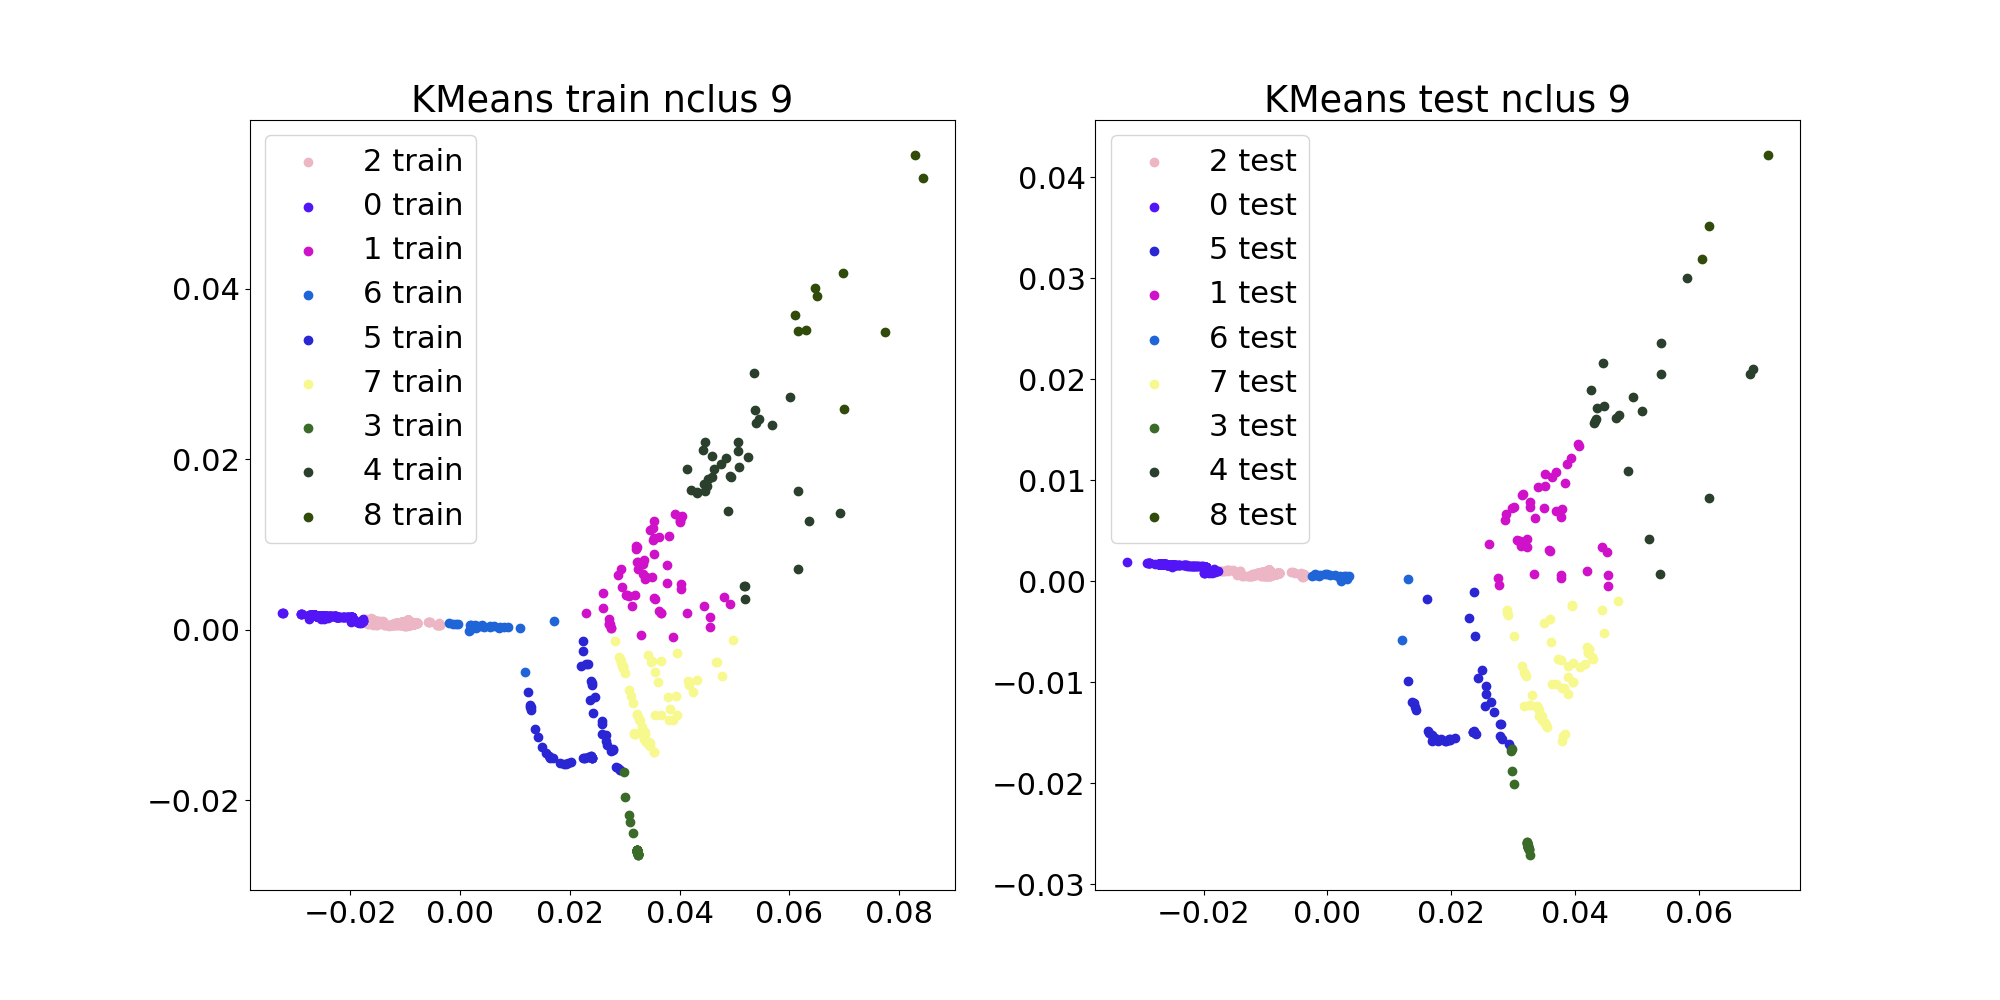 KMeans train nclus 9
2 train
0 train
1 train
6 train
5 train
7 train
3 train
4 train
8 train
0.04
0.02
0.00
−0.02
−0.02 0.00 0.02 0.04 0.06 0.08
KMeans test nclus 9
2 test
0 test
5 test
1 test
6 test
7 test
3 test
4 test
8 test
0.04
0.03
0.02
0.01
0.00
−0.01
−0.02
−0.03
−0.02 0.00 0.02 0.04 0.06